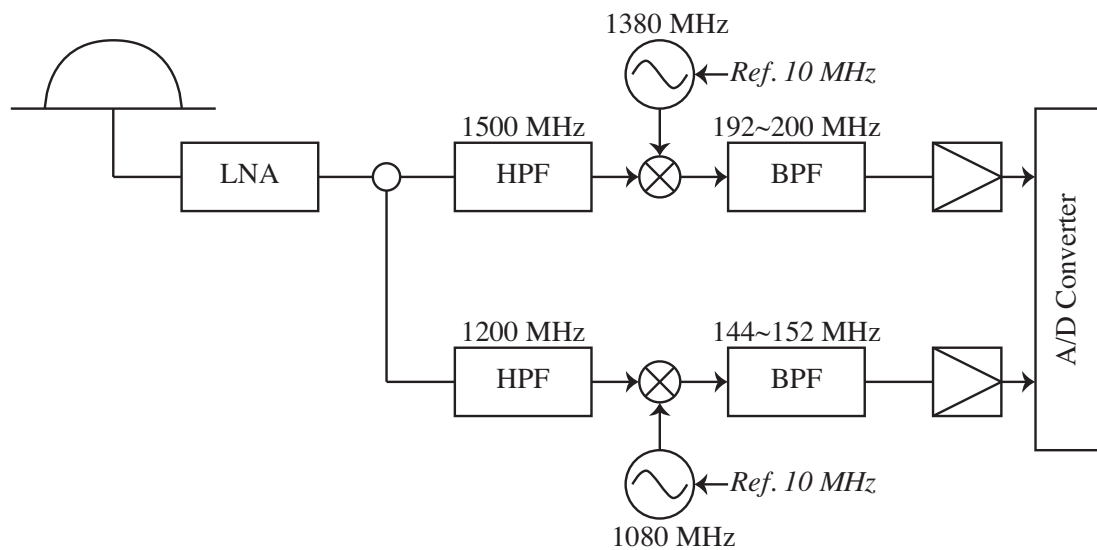 1380 MHz
Ref. 10 MHz
1500 MHz
192~200 MHz
LNA
HPF
BPF
A/D Converter
1200 MHz
144~152 MHz
HPF
BPF
Ref. 10 MHz
1080 MHz